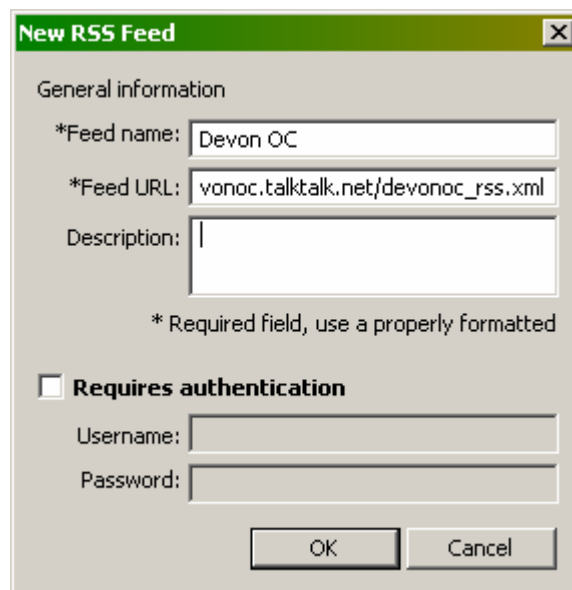 New RSS Feed
General information
*Feed name: Devon OC
*Feed URL: vonoc.talktalk.net/devonoc_rss.xml
Description:
* Required field, use a properly formatted
Requires authentication
Username:
Password:
OK Cancel